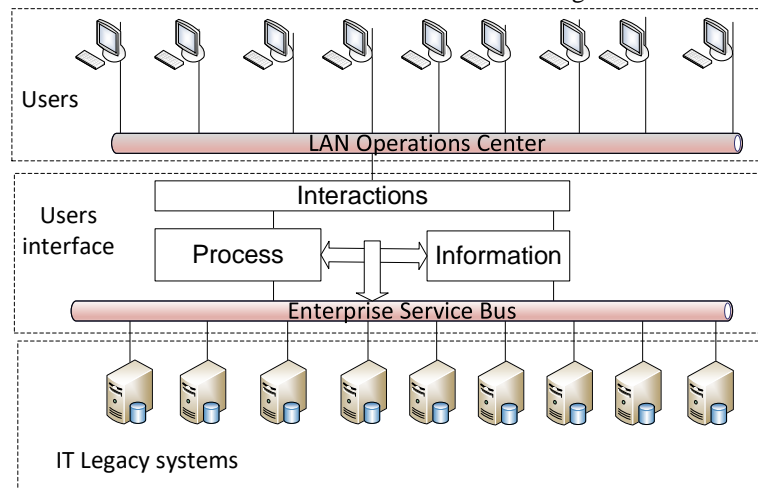 Users
LAN Operations Center
Interactions
Users
interface
Process
Information
Enterprise Service Bus
IT Legacy systems